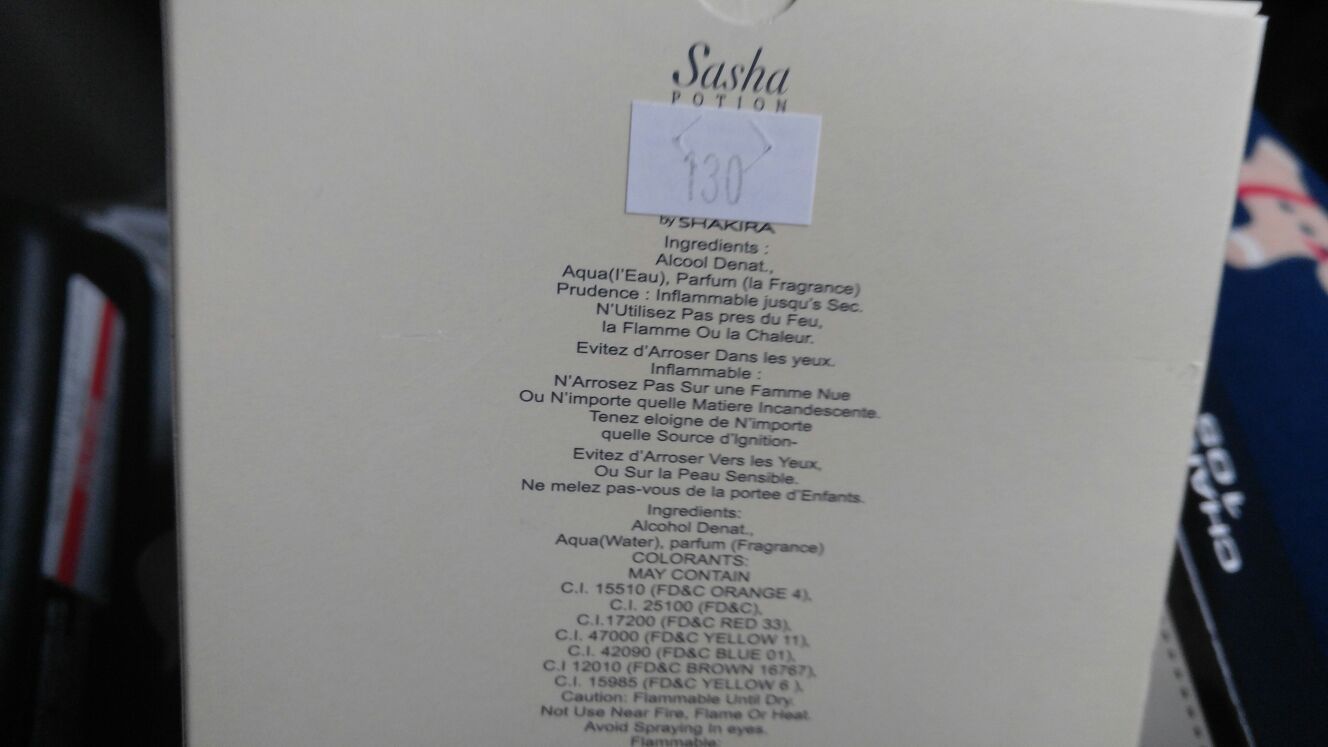 Sasha
POTION
130
by SHAKIRA
Ingredients :
Alcool Denat.,
Aqua(l'Eau), Parfum (la Fragrance)
Prudence : Inflammable jusqu's Sec.
N'Utilisez Pas pres du Feu,
la Flamme Ou la Chaleur.
Evitez d'Arroser Dans les yeux.
Inflammable :
N'Arrosez Pas Sur une Famme Nue
Ou N'importe quelle Matiere Incandescente.
Tenez eloigne de N'importe
quelle Source d'Ignition-
Evitez d'Arroser Vers les Yeux,
Ou Sur la Peau Sensible.
Ne melez pas-vous de la portee d'Enfants.
Ingredients:
Alcohol Denat.,
Aqua(Water), parfum (Fragrance)
COLORANTS:
MAY CONTAIN
C.I. 15510 (FD&C ORANGE 4),
C.I. 25100 (FD&C),
C.I.17200 (FD&C RED 33),
C.I. 47000 (FD&C YELLOW 11),
C.I. 42090 (FD&C BLUE 01),
C.I 12010 (FD&C BROWN 16767),
C.I. 15985 (FD&C YELLOW 6 ),
Caution: Flammable Until Dry.
Not Use Near Fire, Flame Or Heat.
Avoid Spraying In eyes.
Flammable: